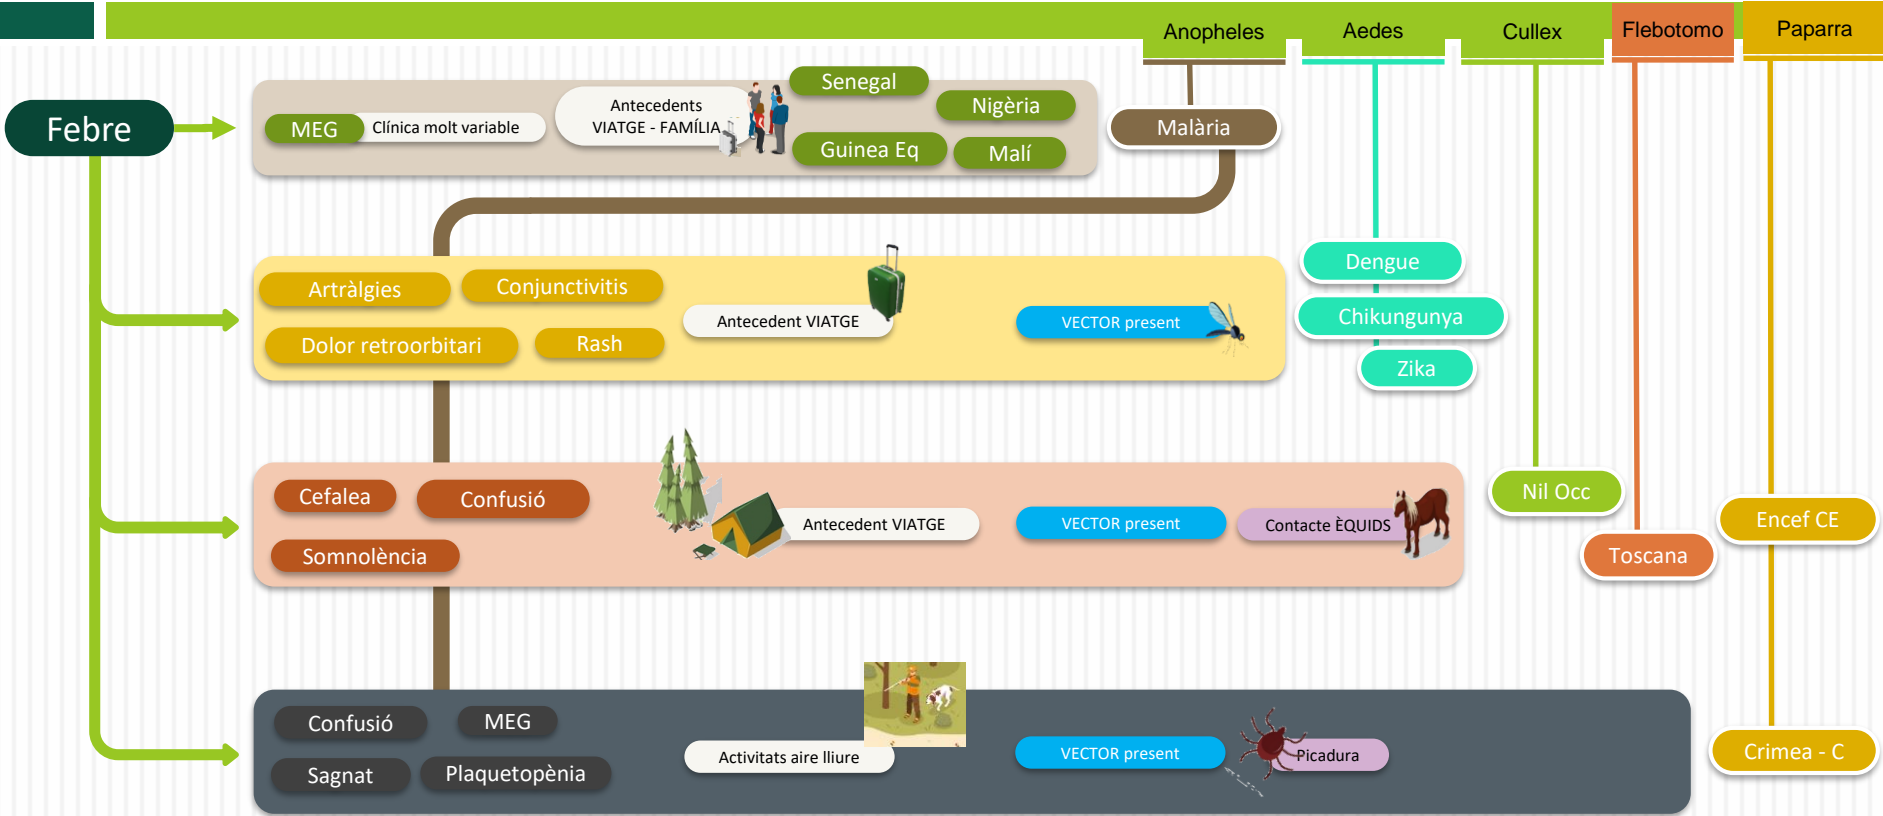 Anopheles
Aedes
Cullex
Flebotomo
Paparra
Febre
MEG
Clínica molt variable
Antecedents
VIATGE - FAMÍLIA
Senegal
Nigèria
Guinea Eq
Malí
Malària
Artràlgies
Conjunctivitis
Dolor retroorbitari
Rash
Antecedent VIATGE
VECTOR present
Dengue
Chikungunya
Zika
Cefalea
Confusió
Somnolència
Antecedent VIATGE
VECTOR present
Contacte ÈQUIDS
Nil Occ
Toscana
Encef CE
Confusió
MEG
Sagnat
Plaquetopènia
Activitats aire lliure
VECTOR present
Picadura
Crimea - C